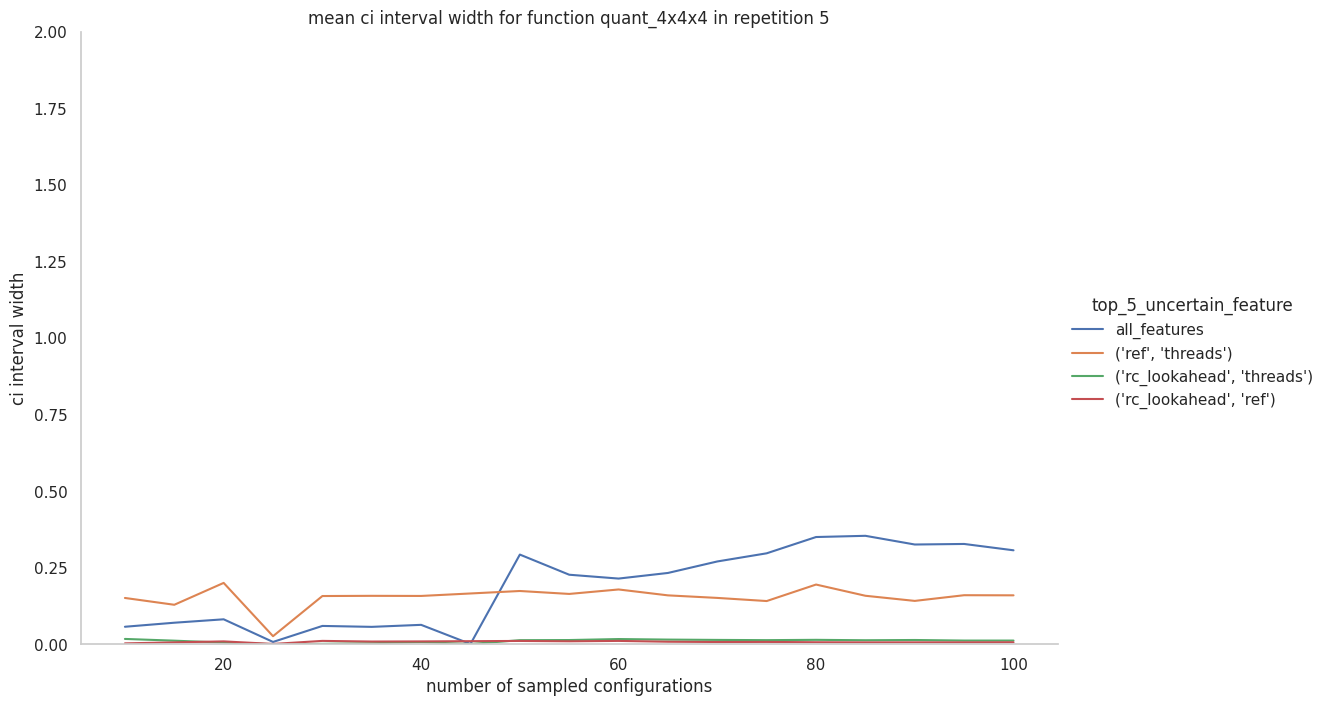 mean ci interval width for function quant_4x4x4 in repetition 5
2.00
1.75
1.50
1.25
1.00
0.75
0.50
0.25
0.00
ci interval width
20
40
60
80
100
number of sampled configurations
top_5_uncertain_feature
all_features
('ref', 'threads')
('rc_lookahead', 'threads')
('rc_lookahead', 'ref')